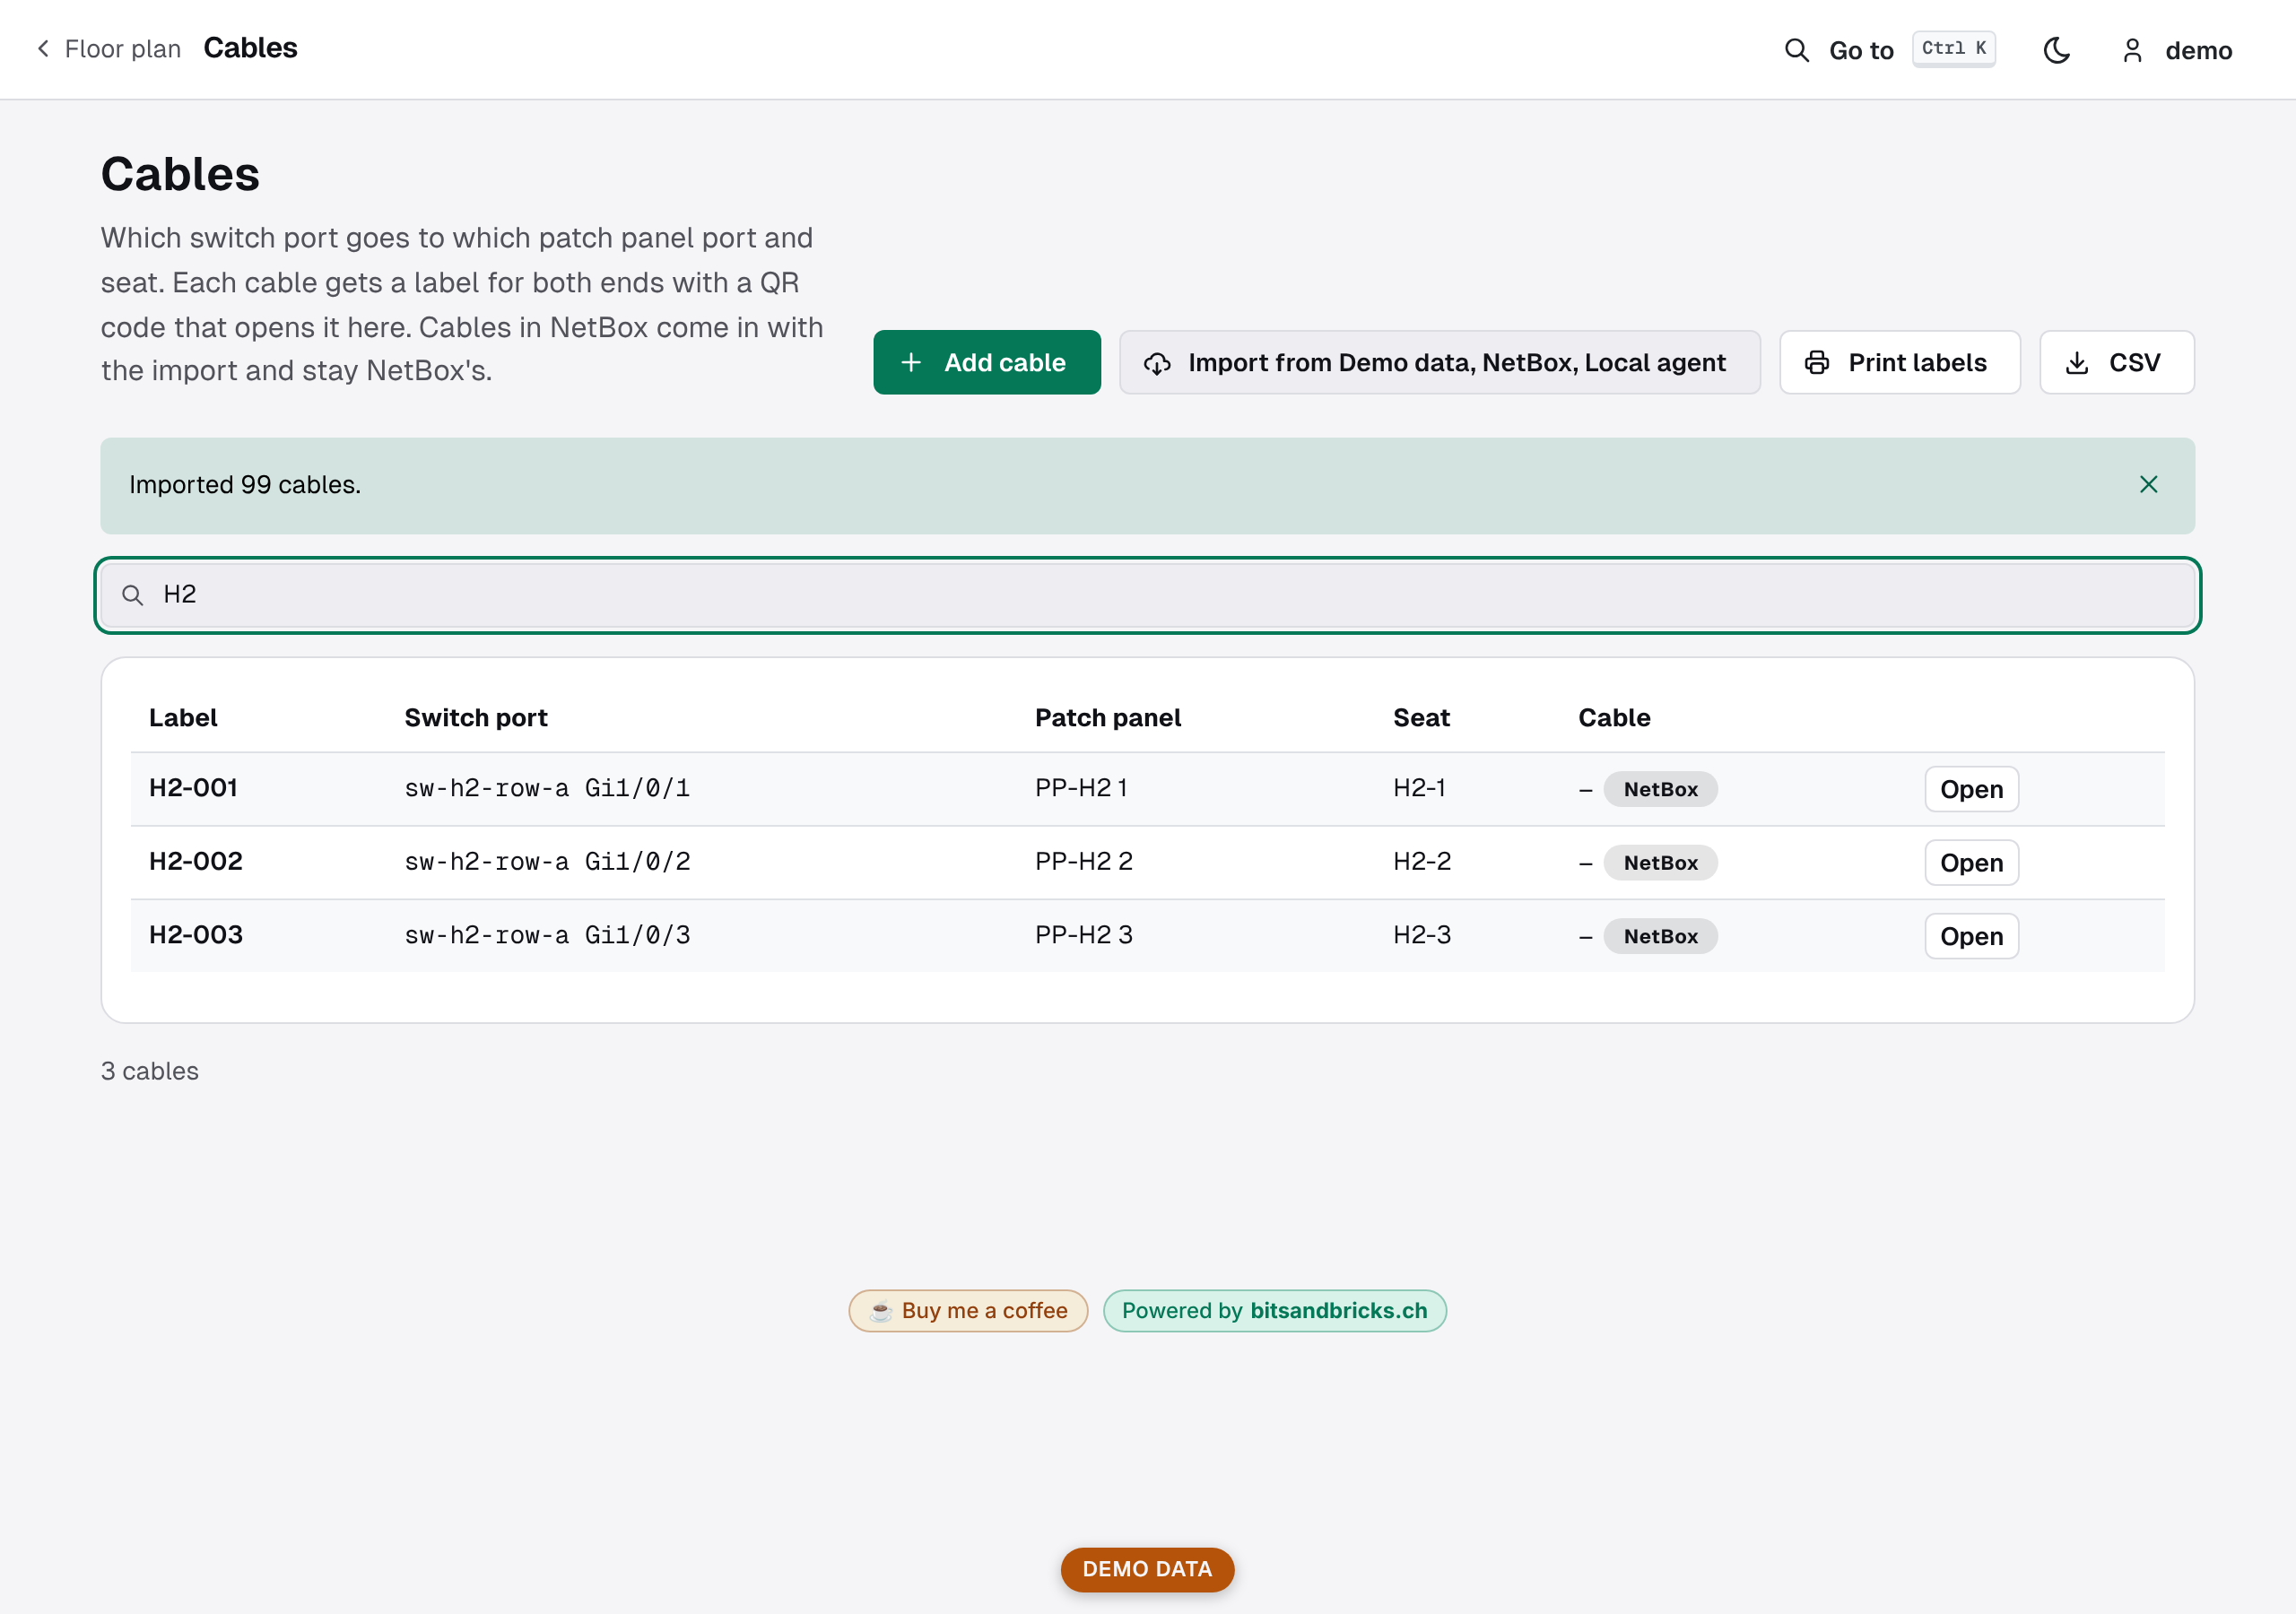 Floor plan Cables Go to Ctrl K demo
Cables
Which switch port goes to which patch panel port and
seat. Each cable gets a label for both ends with a QR
code that opens it here. Cables in NetBox come in with
the import and stay NetBox's.
Add cable Import from Demo data, NetBox, Local agent Print labels CSV
Imported 99 cables.
H2
Label Switch port Patch panel Seat Cable
H2-001 sw-h2-row-a Gi1/0/1 PP-H2 1 H2-1 – NetBox Open
H2-002 sw-h2-row-a Gi1/0/2 PP-H2 2 H2-2 – NetBox Open
H2-003 sw-h2-row-a Gi1/0/3 PP-H2 3 H2-3 – NetBox Open
3 cables
Buy me a coffee Powered by bitsandbricks.ch
DEMO DATA